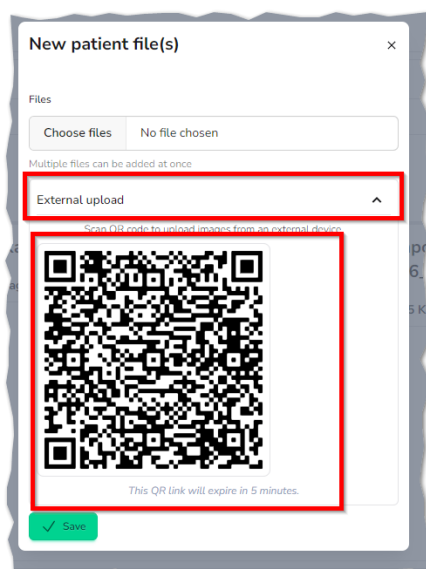 New patient file(s)
Files
Choose files No file chosen
Multiple files can be added at once
External upload
Scan QR code to upload images from an external device
This QR link will expire in 5 minutes.
Save